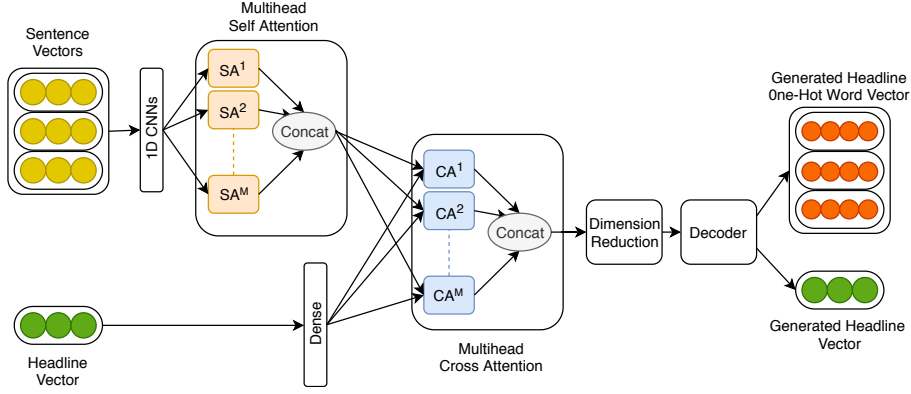 Sentence
Vectors
1D CNNs
Multihead
Self Attention
SA1
SA2
SAM
Concat
Headline
Vector
Dense
CA1
CA2
CAM
Concat
Multihead
Cross Attention
Dimension
Reduction
Decoder
Generated Headline
0ne-Hot Word Vector
Generated Headline
Vector